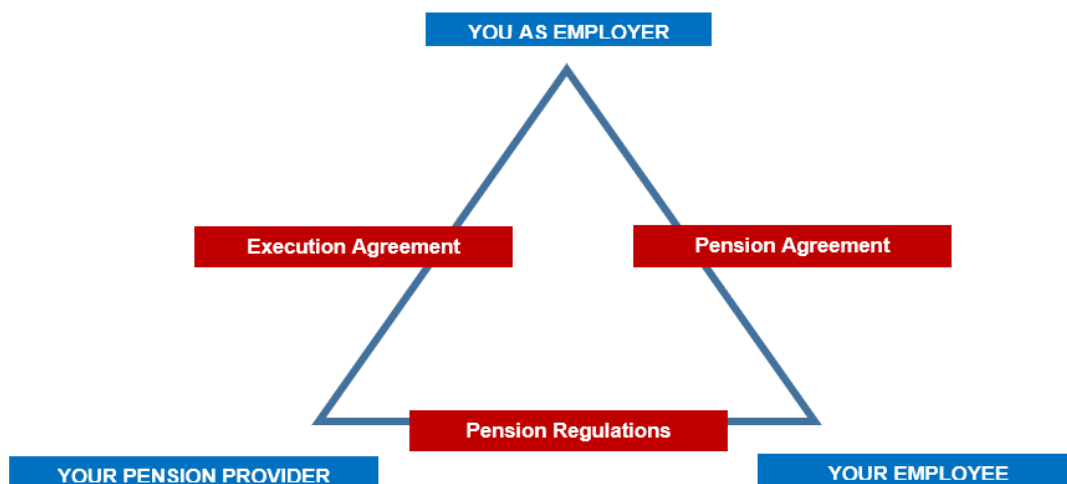 YOU AS EMPLOYER
Execution Agreement
Pension Agreement
Pension Regulations
YOUR PENSION PROVIDER
YOUR EMPLOYEE